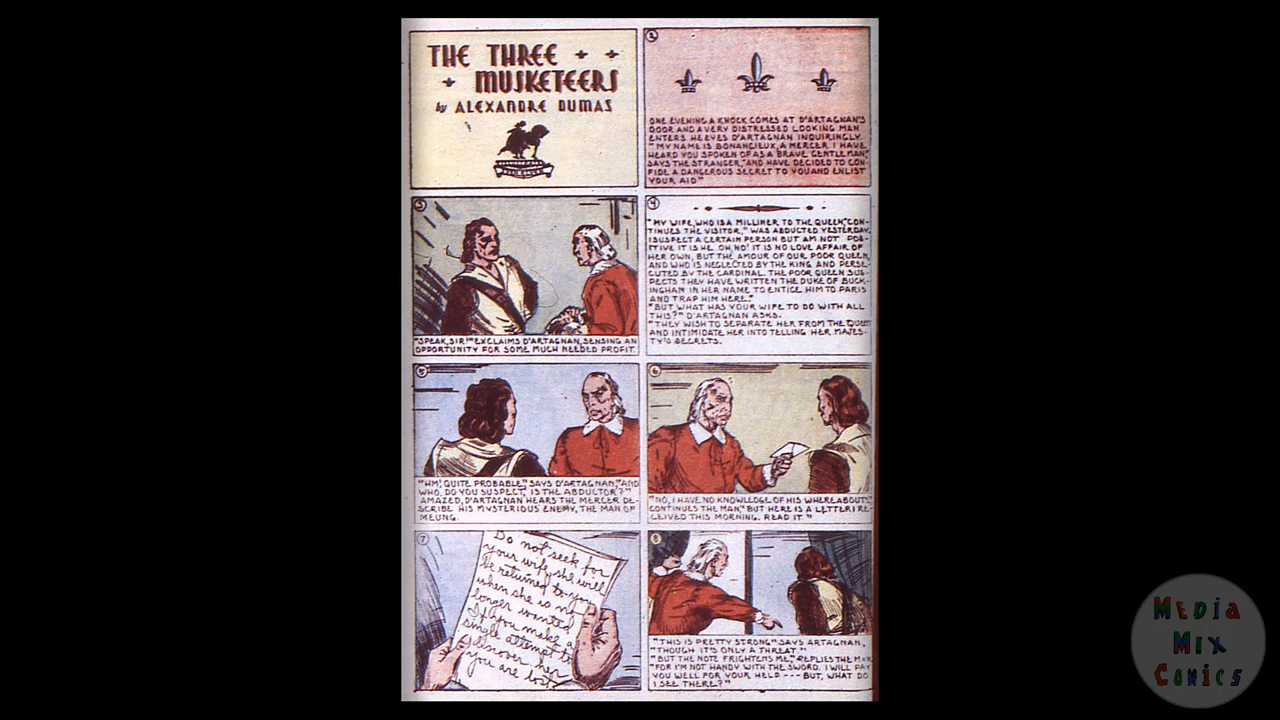 THE THREE
MUSKETEERS
by ALEXANDRE DUMAS
2
ONE EVENING A KNOCK COMES AT D'ARTAGNAN'S
DOOR AND A VERY DISTRESSED LOOKING MAN
ENTERS. HE EYES D'ARTAGNAN INQUIRINGLY.
"MY NAME IS BONANCIEUX, A MERCER. I HAVE
HEARD YOU SPOKEN OF AS A BRAVE GENTLEMAN,"
SAYS THE STRANGER, "AND HAVE DECIDED TO CON-
FIDE A DANGEROUS SECRET TO YOU AND ENLIST
YOUR AID"
3
"SPEAK, SIR!" EXCLAIMS D'ARTAGNAN, SENSING AN
OPPORTUNITY FOR SOME MUCH NEEDED PROFIT.
4
"MY WIFE, WHO IS A MILLINER TO THE QUEEN," CON-
TINUES THE VISITOR, "WAS ABDUCTED YESTERDAY.
I SUSPECT A CERTAIN PERSON BUT AM NOT POS-
ITIVE IT IS HE. OH, NO! IT IS NO LOVE AFFAIR OF
HER OWN, BUT THE AMOUR OF OUR POOR QUEEN,
AND WHO IS NEGLECTED BY THE KING AND PERSE-
CUTED BY THE CARDINAL. THE POOR QUEEN SUS-
PECTS THEY HAVE WRITTEN THE DUKE OF BUCK-
INGHAM IN HER NAME TO ENTICE HIM TO PARIS
AND TRAP HIM HERE."
"BUT WHAT HAS YOUR WIFE TO DO WITH ALL
THIS?" D'ARTAGNAN ASKS.
"THEY WISH TO SEPARATE HER FROM THE QUEEN
AND INTIMIDATE HER INTO TELLING HER MAJES-
TY'S SECRETS.
5
"HM! QUITE PROBABLE," SAYS D'ARTAGNAN, "AND
WHO, DO YOU SUSPECT, IS THE ABDUCTOR?"
AMAZED, D'ARTAGNAN HEARS THE MERCER DE-
SCRIBE HIS MYSTERIOUS ENEMY, THE MAN OF
MEUNG.
6
"NO, I HAVE NO KNOWLEDGE OF HIS WHEREABOUTS"
CONTINUES THE MAN, "BUT HERE IS A LETTER I RE-
CEIVED THIS MORNING. READ IT."
7
Do not seek for
your wife, she will
be returned to you
when she is no
longer wanted.
If you make a
single attempt to
discover her
you are lost.
8
"THIS IS PRETTY STRONG" SAYS ARTAGNAN,
"THOUGH IT'S ONLY A THREAT."
"BUT THE NOTE FRIGHTENS ME," REPLIES THE MAN
"FOR I'M NOT HANDY WITH THE SWORD. I WILL PAY
YOU WELL FOR YOUR HELD --- BUT, WHAT DO
I SEE THERE?"
MEDiA
MiX
COMiCS